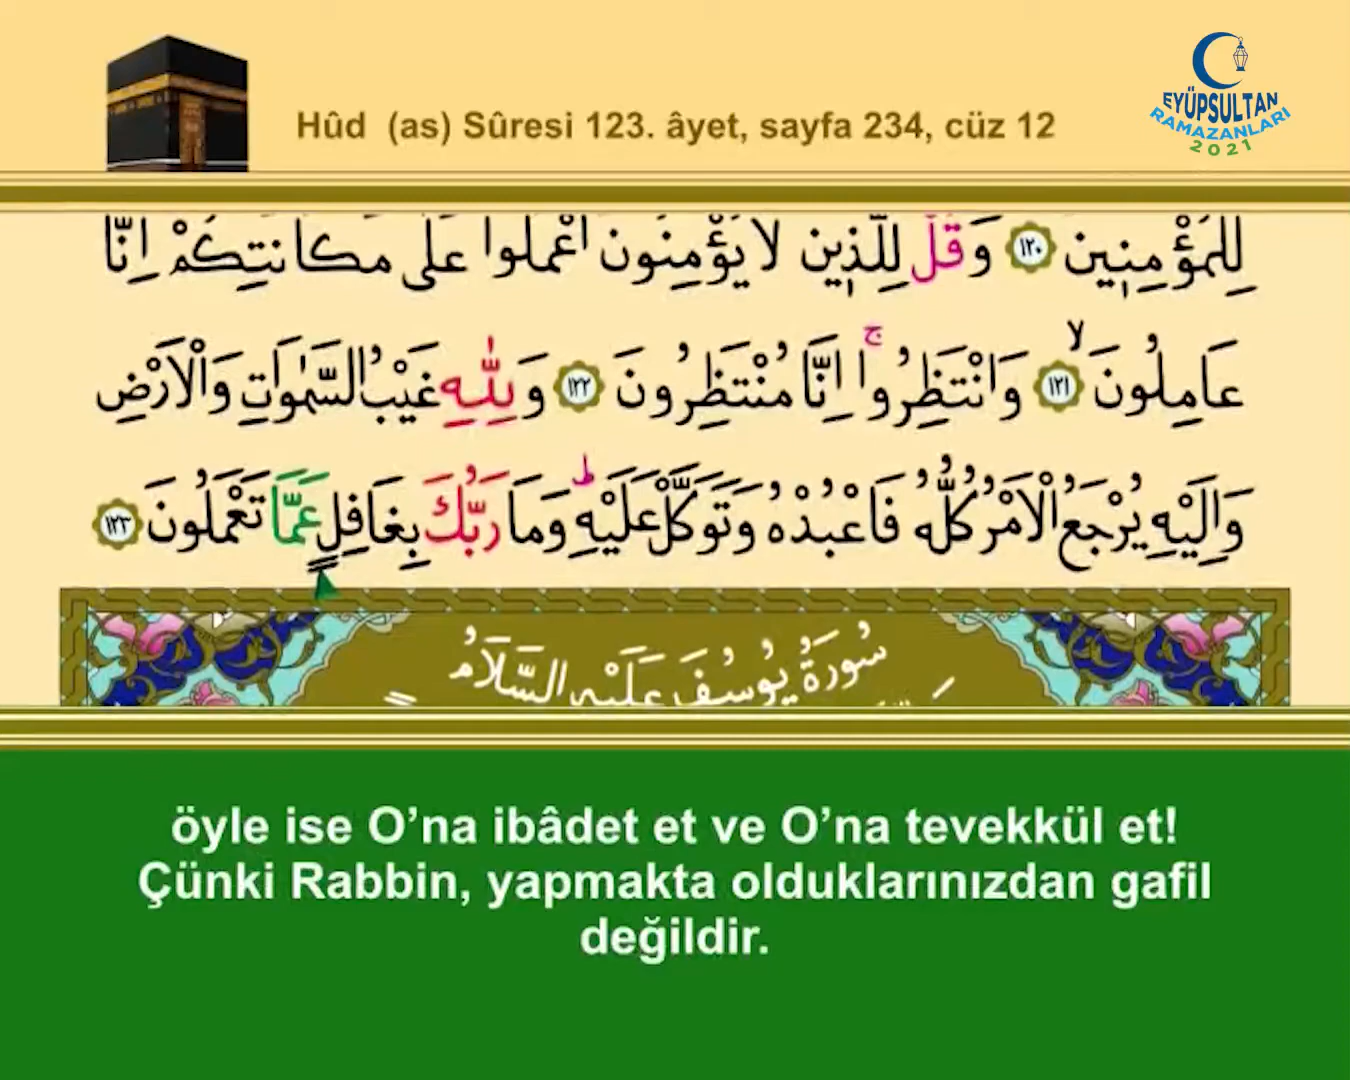 Hûd (as) Sûresi 123. âyet, sayfa 234, cüz 12
EYÜPSULTAN
RAMAZANLARI
2021
لِلْمُؤْمِنِينَ ﴿١٢٠﴾ وَقُلْ لِلَّذِينَ لَا يُؤْمِنُونَ اعْمَلُوا عَلَى مَكَانَتِكُمْ اِنَّا
عَامِلُونَۙ ﴿١٢١﴾ وَانْتَظِرُواۚ اِنَّا مُنْتَظِرُونَ ﴿١٢٢﴾ وَلِلّٰهِ غَيْبُ السَّمٰوَاتِ وَالْاَرْضِ
وَاِلَيْهِ يُرْجَعُ الْاَمْرُ كُلُّهُ فَاعْبُدْهُ وَتَوَكَّلْ عَلَيْهِۜ وَمَا رَبُّكَ بِغَافِلٍ عَمَّا تَعْمَلُونَ ﴿١٢٣﴾
سُورَةُ يُوسُفَ عَلَيْهِ السَّلَامُ
öyle ise O’na ibâdet et ve O’na tevekkül et!
Çünki Rabbin, yapmakta olduklarınızdan gafil
değildir.